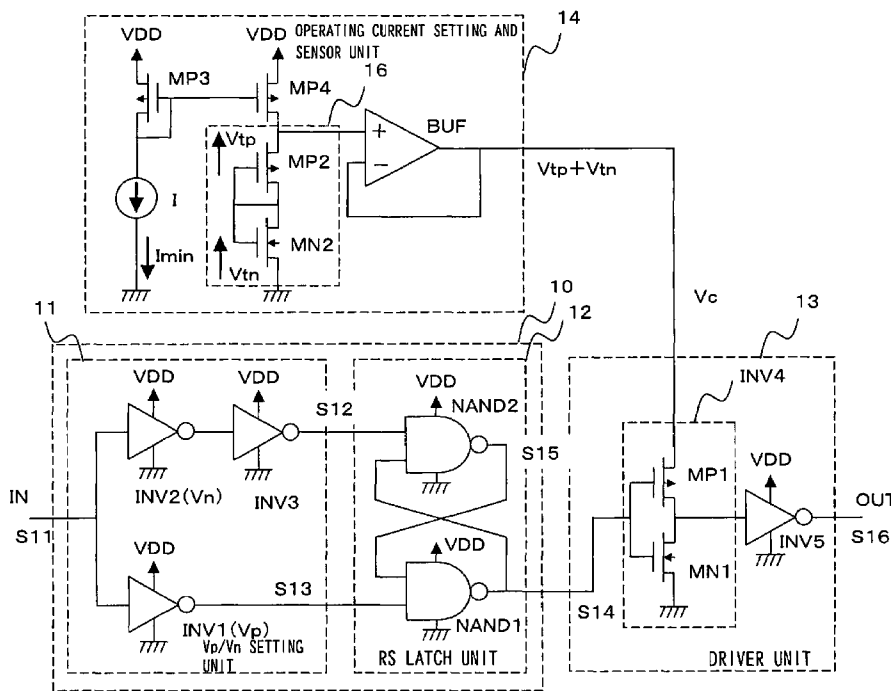 OPERATING CURRENT SETTING AND
SENSOR UNIT
14
VDD
VDD
MP3
MP4
16
Vtp
MP2
+
−
BUF
Vtp+Vtn
I
Imin
MN2
Vtn
Vc
10
11
12
13
VDD
VDD
S12
VDD
NAND2
S15
INV4
INV2(Vn)
INV3
MP1
VDD
IN
S11
OUT
S16
INV5
VDD
S13
VDD
MN1
S14
INV1(Vp)
NAND1
Vp/Vn SETTING
UNIT
RS LATCH UNIT
DRIVER UNIT